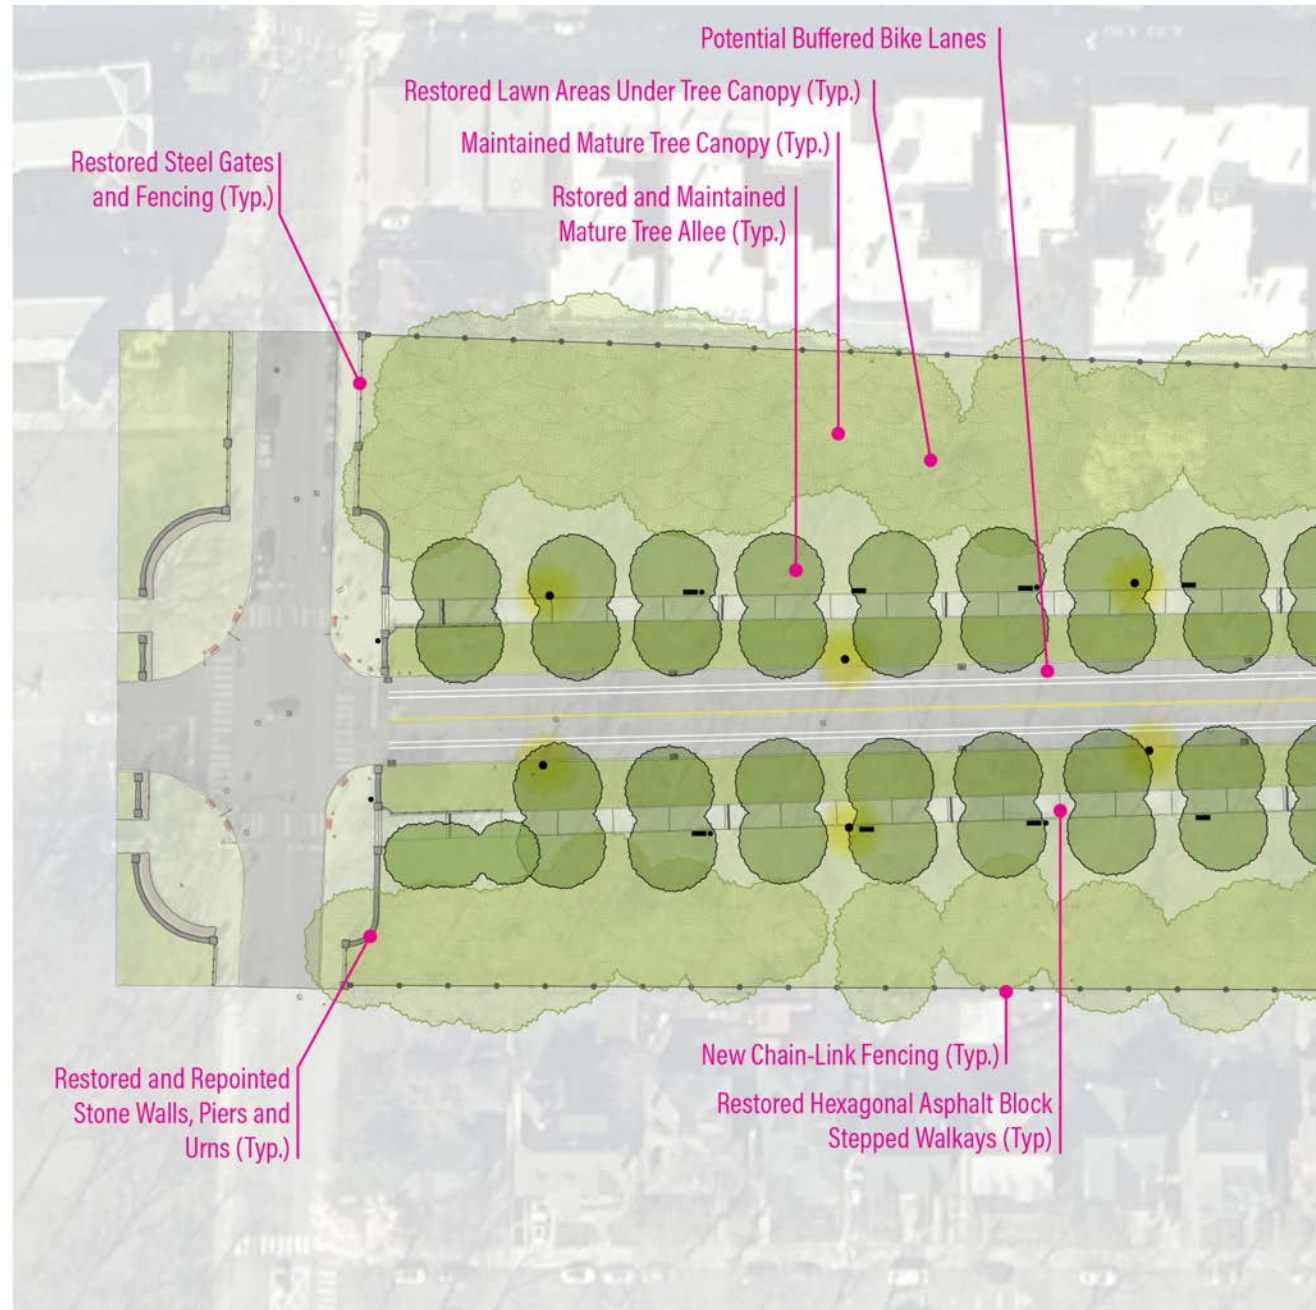 Potential Buffered Bike Lanes
Restored Lawn Areas Under Tree Canopy (Typ.)
Maintained Mature Tree Canopy (Typ.)
Restored Steel Gates
and Fencing (Typ.)
Rstored and Maintained
Mature Tree Allee (Typ.)
New Chain-Link Fencing (Typ.)
Restored and Repointed
Stone Walls, Piers and
Urns (Typ.)
Restored Hexagonal Asphalt Block
Stepped Walkays (Typ)